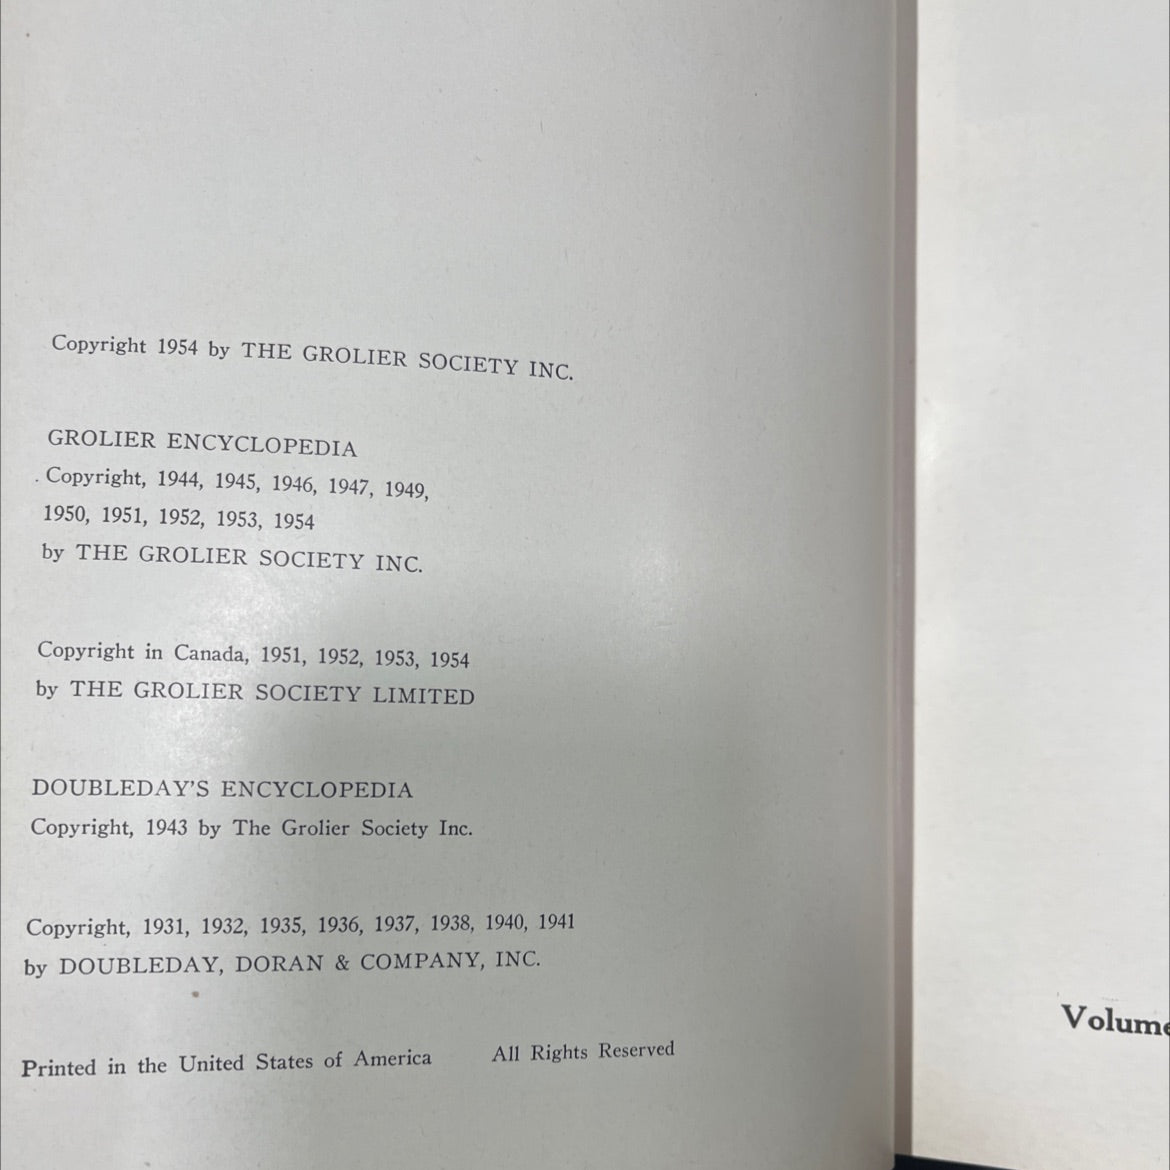 Copyright 1954 by THE GROLIER SOCIETY INC.
GROLIER ENCYCLOPEDIA
Copyright, 1944, 1945, 1946, 1947, 1949,
1950, 1951, 1952, 1953, 1954
by THE GROLIER SOCIETY INC.
Copyright in Canada, 1951, 1952, 1953, 1954
by THE GROLIER SOCIETY LIMITED
DOUBLEDAY'S ENCYCLOPEDIA
Copyright, 1943 by The Grolier Society Inc.
Copyright, 1931, 1932, 1935, 1936, 1937, 1938, 1940, 1941
by DOUBLEDAY, DORAN & COMPANY, INC.
Printed in the United States of America All Rights Reserved
Volume